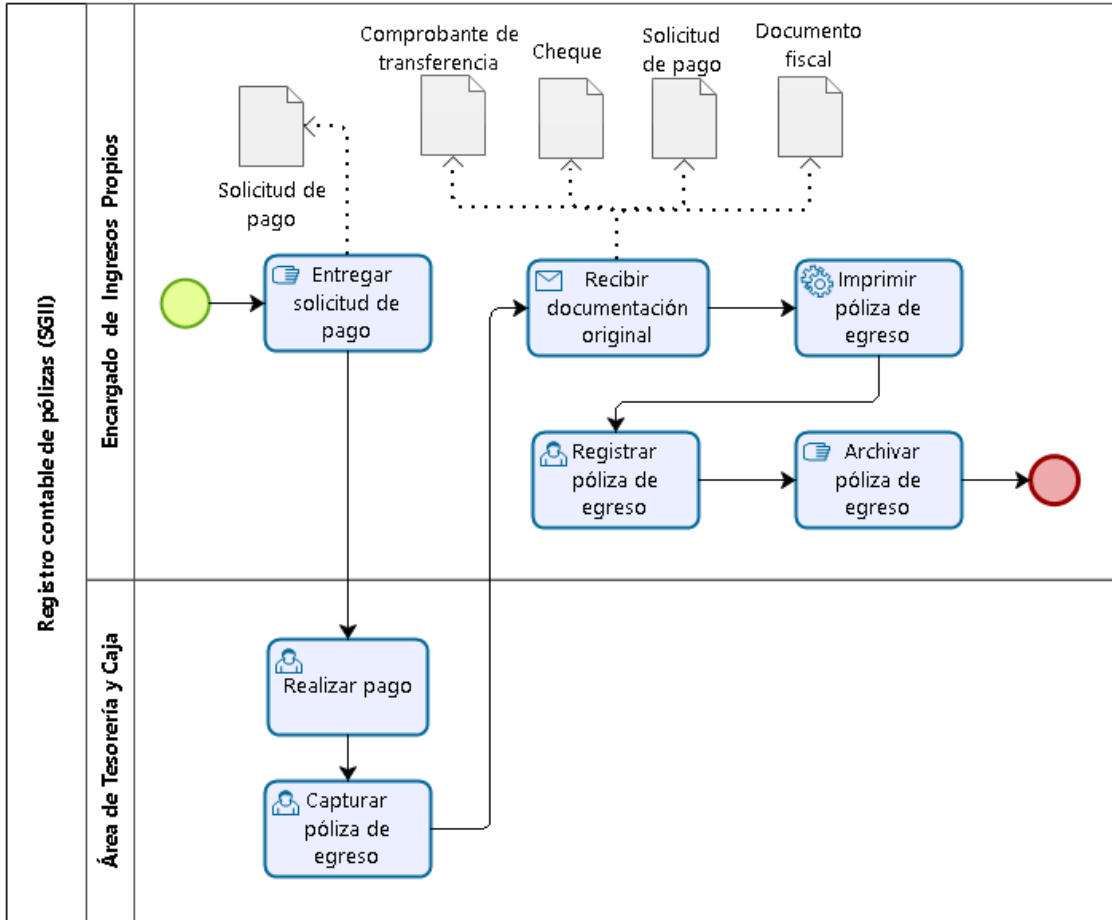 Registro contable de pólizas (SGII)
Encargado de Ingresos Propios
Comprobante de
transferencia
Cheque
Solicitud
de pago
Documento
fiscal
Solicitud de
pago
Entregar
solicitud de
pago
Recibir
documentación
original
Imprimir
póliza de
egreso
Registrar
póliza de
egreso
Archivar
póliza de
egreso
Área de Tesorería y Caja
Realizar pago
Capturar
póliza de
egreso